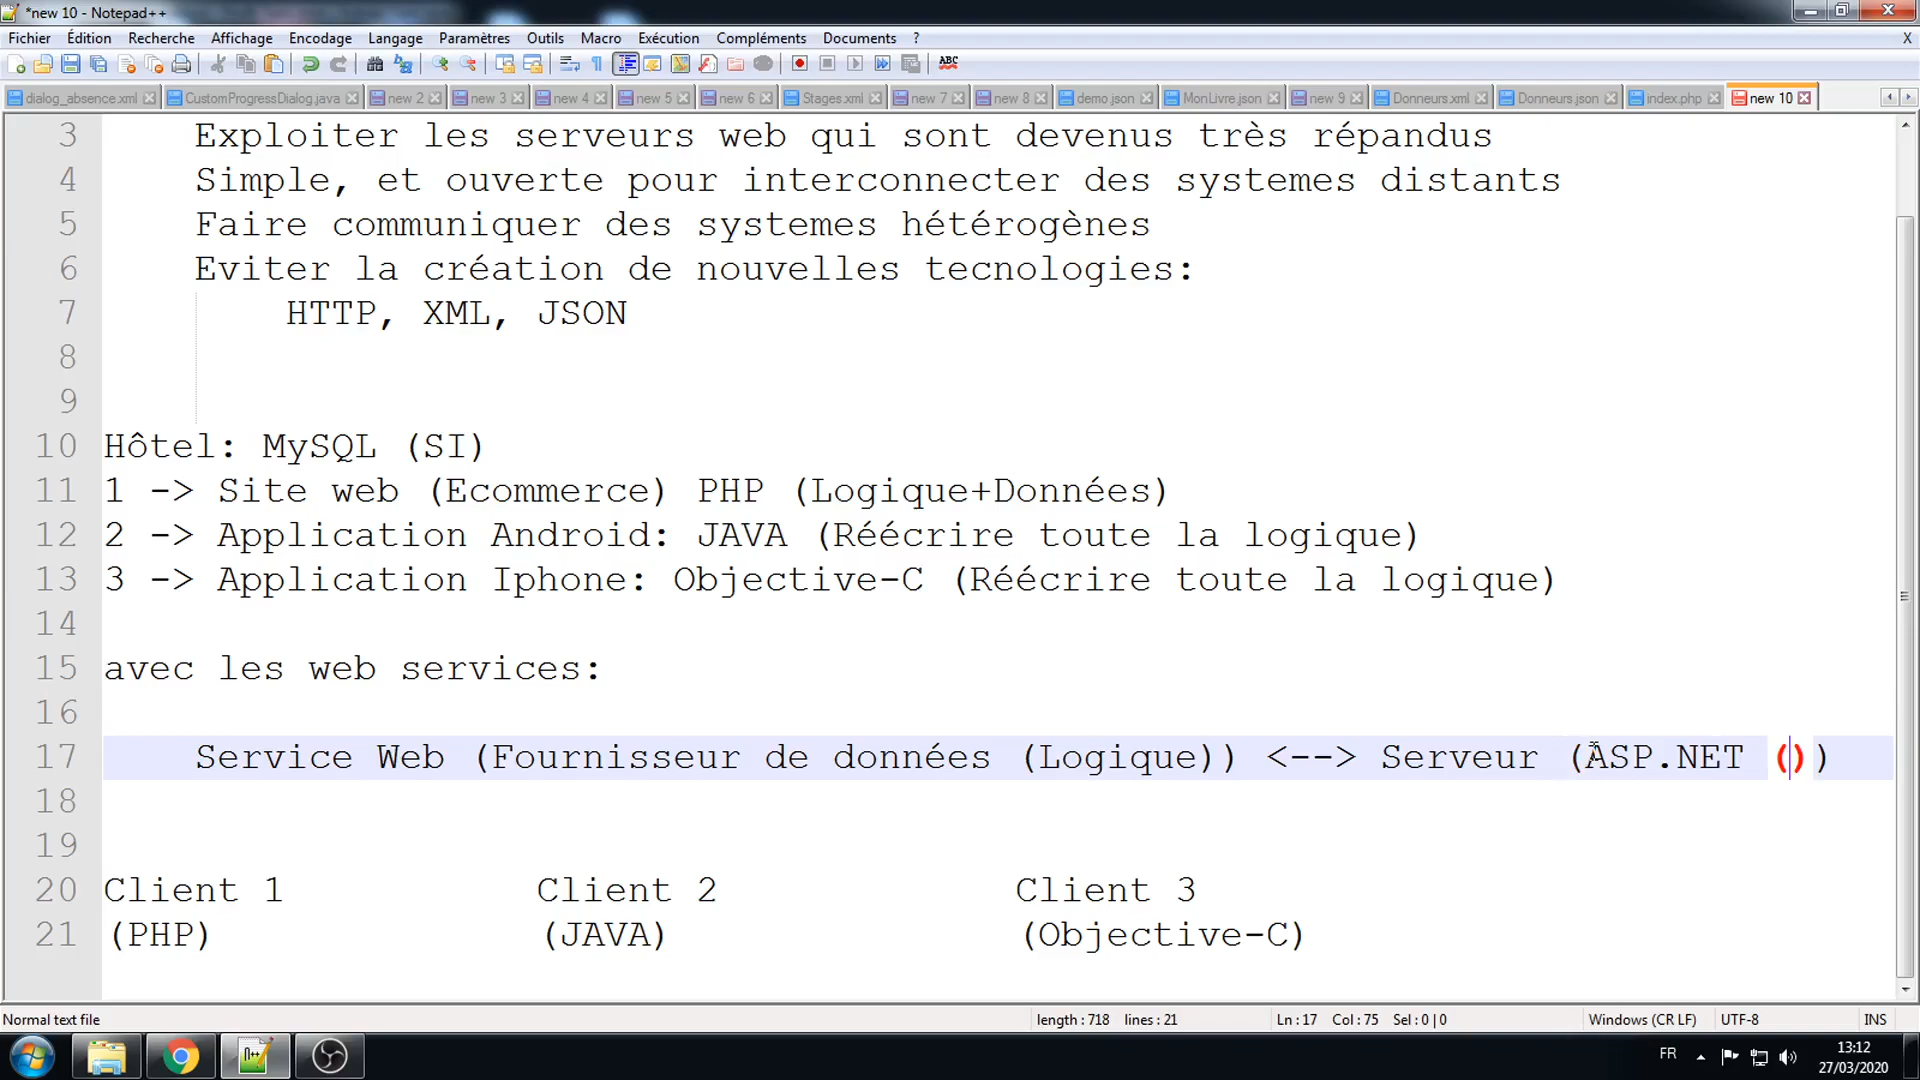 *new 10 - Notepad++
Fichier Édition Recherche Affichage Encodage Langage Paramètres Outils Macro Exécution Compléments Documents ? X
ABC
dialog_absence.xml CustomProgressDialog.java new 2 new 3 new 4 new 5 new 6 Stages.xml new 7 new 8 demo.json MonLivre.json new 9 Donneurs.xml Donneurs.json index.php new 10
3 Exploiter les serveurs web qui sont devenus très répandus
4 Simple, et ouverte pour interconnecter des systemes distants
5 Faire communiquer des systemes hétérogènes
6 Eviter la création de nouvelles tecnologies:
7 HTTP, XML, JSON
8
9
10 Hôtel: MySQL (SI)
11 1 -> Site web (Ecommerce) PHP (Logique+Données)
12 2 -> Application Android: JAVA (Réécrire toute la logique)
13 3 -> Application Iphone: Objective-C (Réécrire toute la logique)
14
15 avec les web services:
16
17 Service Web (Fournisseur de données (Logique)) <--> Serveur (ASP.NET ())
18
19
20 Client 1 Client 2 Client 3
21 (PHP) (JAVA) (Objective-C)
Normal text file length : 718 lines : 21 Ln : 17 Col : 75 Sel : 0 | 0 Windows (CR LF) UTF-8 INS
FR 13:12
27/03/2020